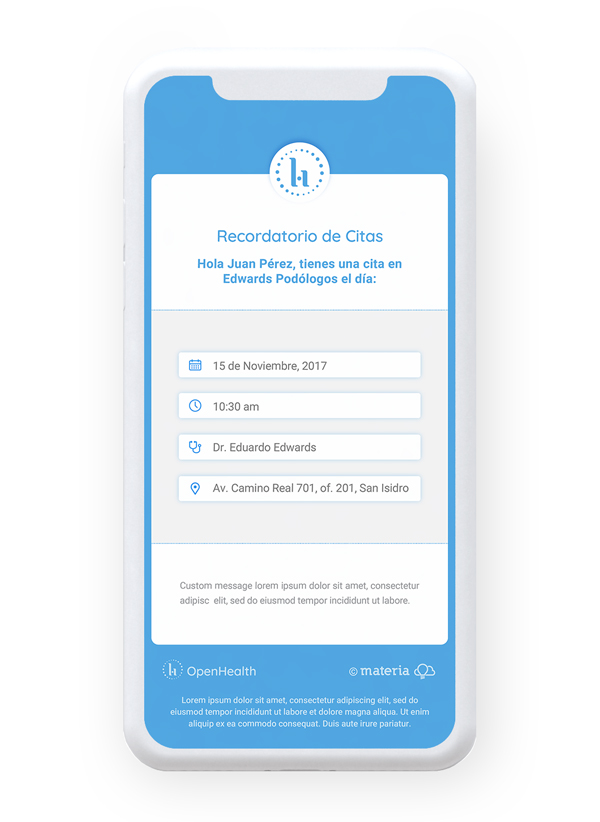 Recordatorio de Citas
Hola Juan Pérez, tienes una cita en
Edwards Podólogos el día:
15 de Noviembre, 2017
10:30 am
Dr. Eduardo Edwards
Av. Camino Real 701, of. 201, San Isidro
Custom message lorem ipsum dolor sit amet, consectetur
adipisc elit, sed do eiusmod tempor incididunt ut labore.
OpenHealth
© materia
Lorem ipsum dolor sit amet, consectetur adipiscing elit, sed do
eiusmod tempor incididunt ut labore et dolore magna aliqua. Ut enim
aliquip ex ea commodo consequat. Duis aute irure pariatur.